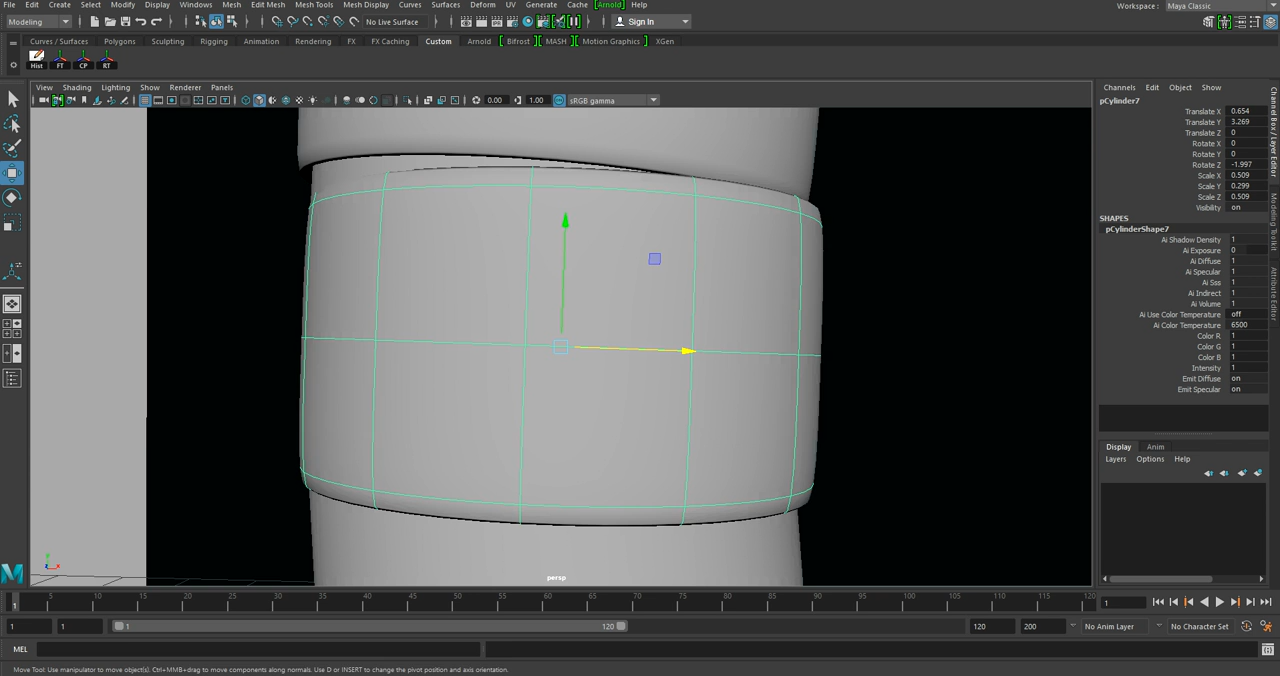 File Edit Create Select Modify Display Windows Mesh Edit Mesh Mesh Tools Mesh Display Curves Surfaces Deform UV Generate Cache [Arnold] Help
Workspace : Maya Classic
Modeling No Live Surface Sign In
Curves / Surfaces Polygons Sculpting Rigging Animation Rendering FX FX Caching Custom Arnold Bifrost MASH Motion Graphics XGen
Hist FT CP RT
View Shading Lighting Show Renderer Panels
0.00 1.00 sRGB gamma
Channels Edit Object Show
pCylinder7
Translate X 0.654
Translate Y 3.269
Translate Z 0
Rotate X 0
Rotate Y 0
Rotate Z -1.997
Scale X 0.509
Scale Y 0.299
Scale Z 0.509
Visibility on
SHAPES
pCylinderShape7
Ai Shadow Density 1
Ai Exposure 0
Ai Diffuse 1
Ai Specular 1
Ai Sss 1
Ai Indirect 1
Ai Volume 1
Ai Use Color Temperature off
Ai Color Temperature 6500
Color R 1
Color G 1
Color B 1
Intensity 1
Emit Diffuse on
Emit Specular on
Display Anim
Layers Options Help
Channel Box / Layer Editor
Modeling Toolkit
Attribute Editor
persp
1 5 10 15 20 25 30 35 40 45 50 55 60 65 70 75 80 85 90 95 100 105 110 115 120 1
1 1 1 120 120 200 No Anim Layer No Character Set
MEL
Move Tool: Use manipulator to move object(s). Ctrl+MMB+drag to move components along normals. Use D or INSERT to change the pivot position and axis orientation.